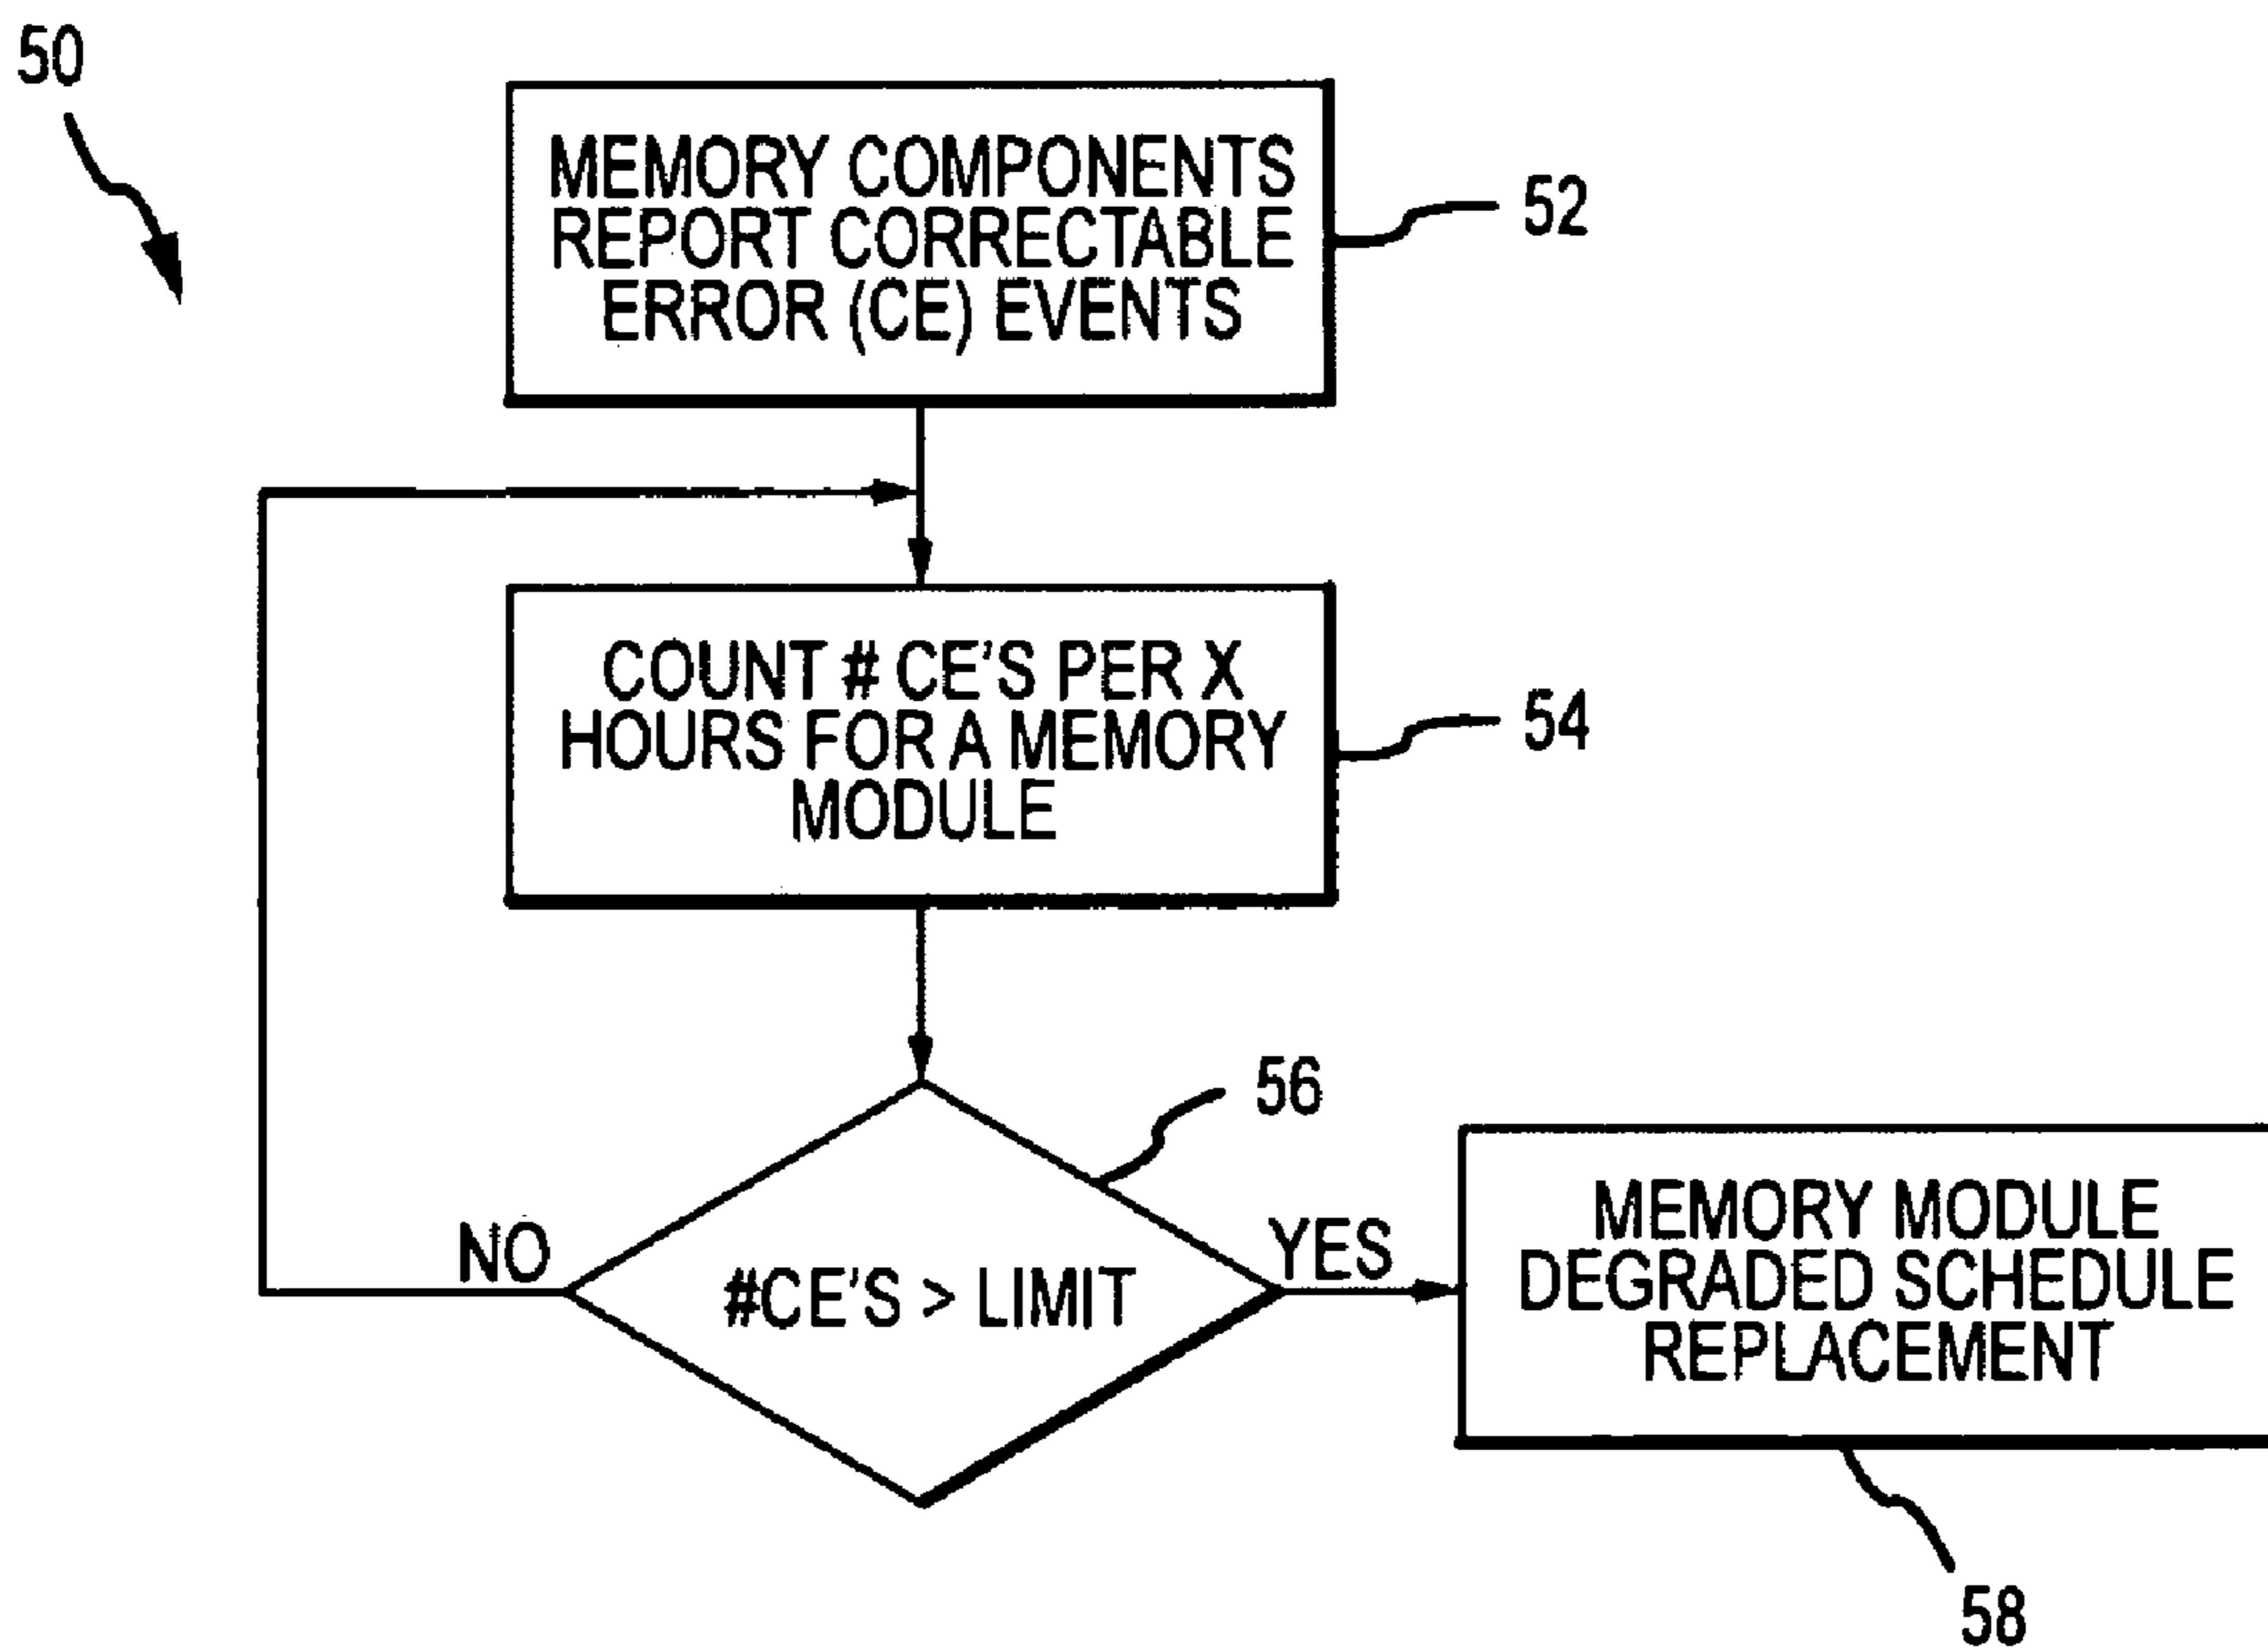 50
MEMORY COMPONENTS
REPORT CORRECTABLE
ERROR (CE) EVENTS
52
COUNT # CE'S PER X
HOURS FOR A MEMORY
MODULE
54
56
NO
#CE'S > LIMIT
YES
MEMORY MODULE
DEGRADED SCHEDULE
REPLACEMENT
58